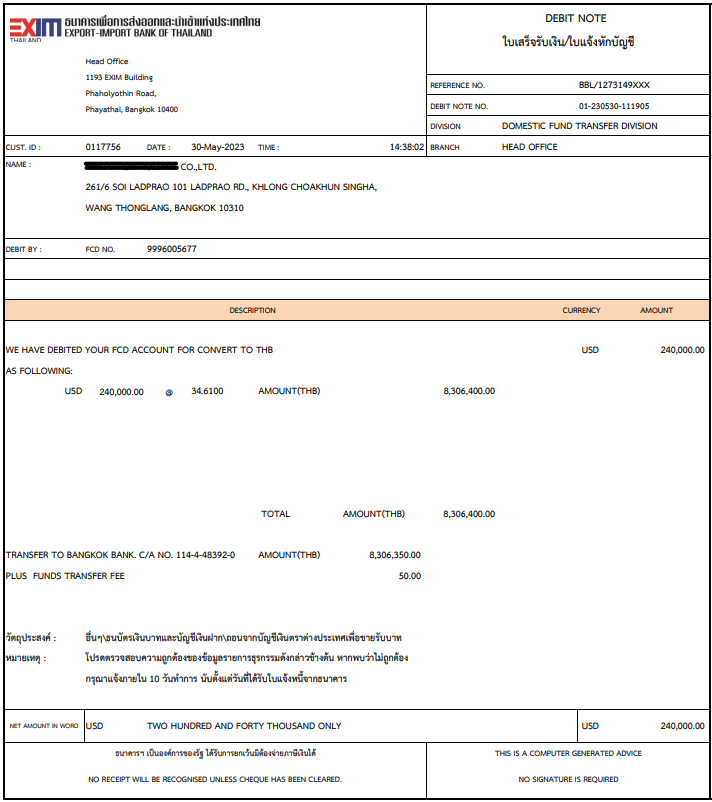 EXIM ธนาคารเพื่อการส่งออกและนำเข้าแห่งประเทศไทย
THAILAND EXPORT-IMPORT BANK OF THAILAND
DEBIT NOTE
ใบเสร็จรับเงิน/ใบแจ้งหักบัญชี
Head Office
1193 EXIM Building
Phaholyothin Road,
Phayathai, Bangkok 10400
REFERENCE NO. BBL/1273149XXX
DEBIT NOTE NO. 01-230530-111905
DIVISION DOMESTIC FUND TRANSFER DIVISION
CUST. ID : 0117756 DATE : 30-May-2023 TIME : 14:38:02 BRANCH HEAD OFFICE
NAME : CO.,LTD.
261/6 SOI LADPRAO 101 LADPRAO RD., KHLONG CHOAKHUN SINGHA,
WANG THONGLANG, BANGKOK 10310
DEBIT BY : FCD NO. 9996005677
DESCRIPTION CURRENCY AMOUNT
WE HAVE DEBITED YOUR FCD ACCOUNT FOR CONVERT TO THB USD 240,000.00
AS FOLLOWING:
USD 240,000.00 @ 34.6100 AMOUNT(THB) 8,306,400.00
TOTAL AMOUNT(THB) 8,306,400.00
TRANSFER TO BANGKOK BANK. C/A NO. 114-4-48392-0 AMOUNT(THB) 8,306,350.00
PLUS FUNDS TRANSFER FEE 50.00
วัตถุประสงค์ : อื่นๆ\ธนบัตรเงินบาทและบัญชีเงินฝาก\ถอนจากบัญชีเงินตราต่างประเทศเพื่อขายรับบาท
หมายเหตุ : โปรดตรวจสอบความถูกต้องของข้อมูลรายการธุรกรรมดังกล่าวข้างต้น หากพบว่าไม่ถูกต้อง
กรุณาแจ้งภายใน 10 วันทำการ นับตั้งแต่วันที่ได้รับใบแจ้งหนี้จากธนาคาร
NET AMOUNT IN WORD USD TWO HUNDRED AND FORTY THOUSAND ONLY USD 240,000.00
ธนาคารฯ เป็นองค์การของรัฐ ได้รับการยกเว้นมิต้องจ่ายภาษีเงินได้ THIS IS A COMPUTER GENERATED ADVICE
NO RECEIPT WILL BE RECOGNISED UNLESS CHEQUE HAS BEEN CLEARED. NO SIGNATURE IS REQUIRED